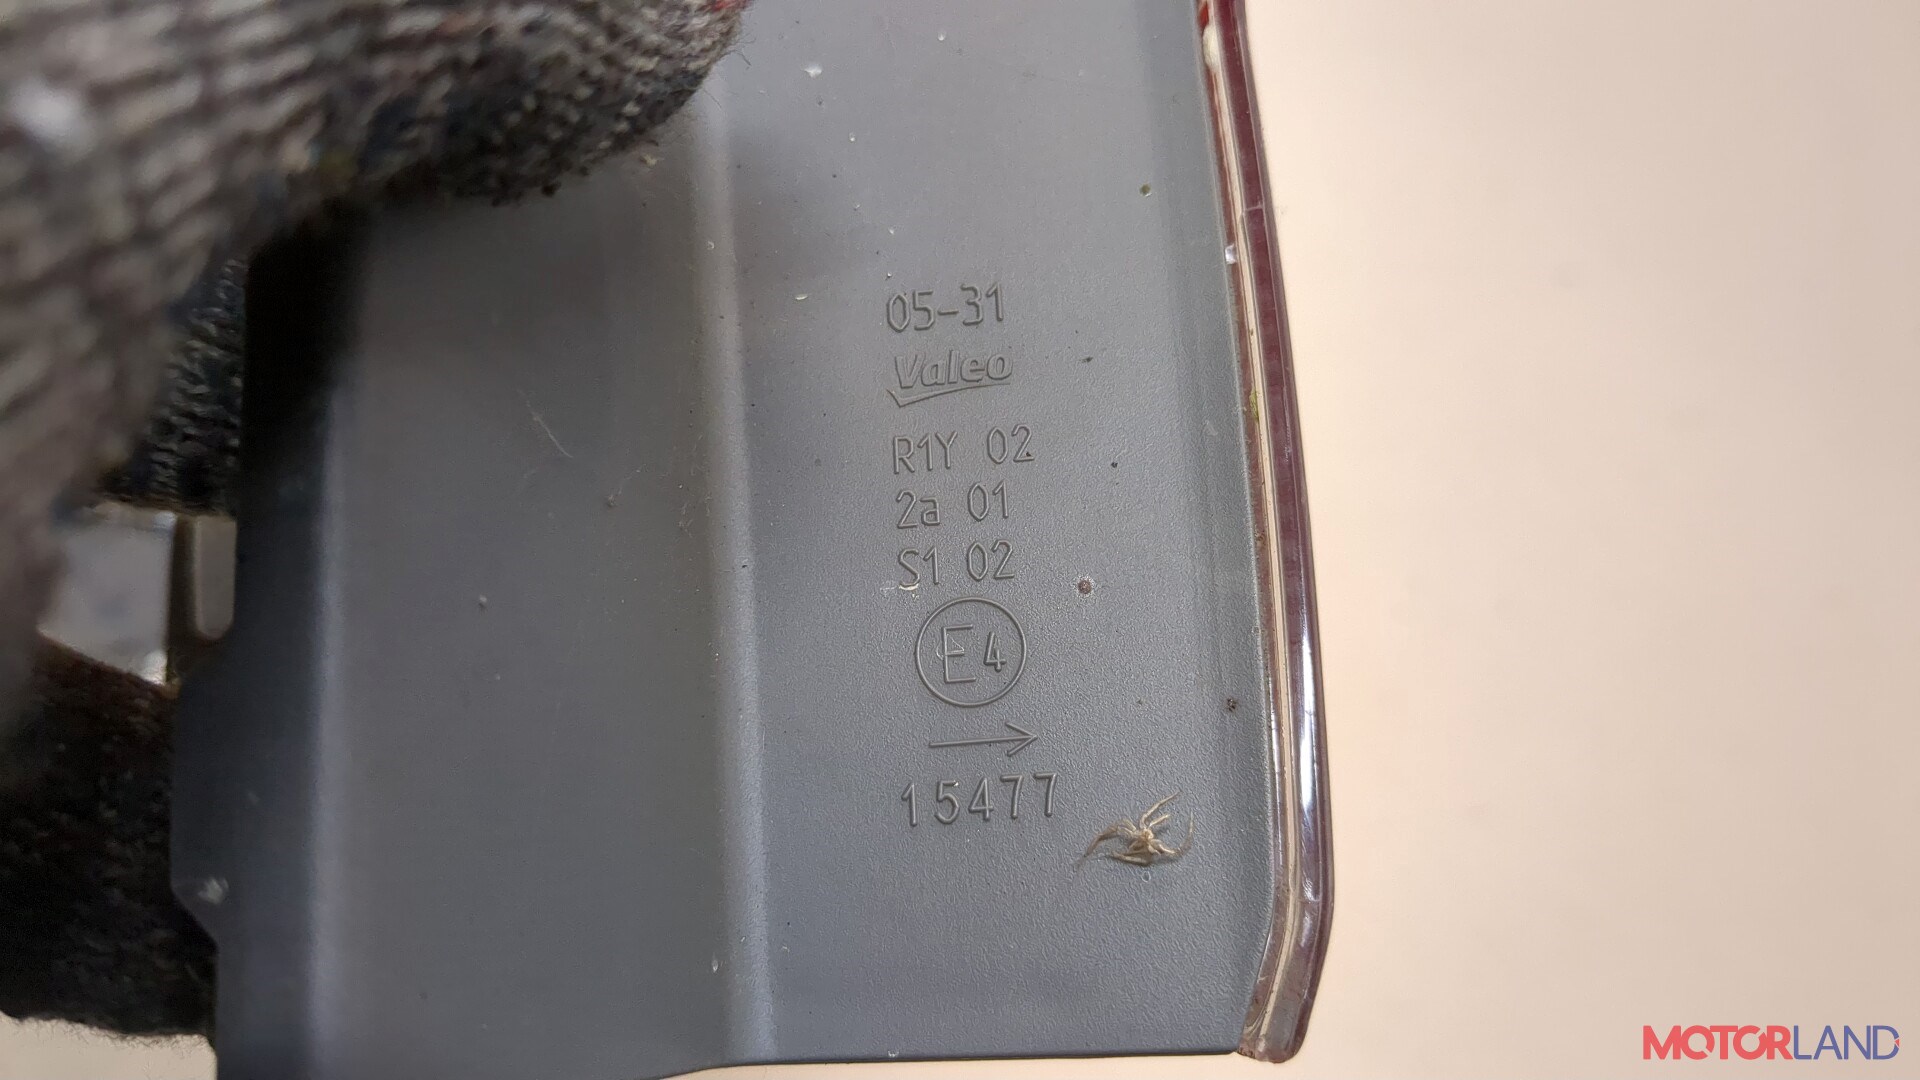 05-31
Valeo
R1Y 02
2a 01
S1 02
E4
→
15477
MOTORLAND